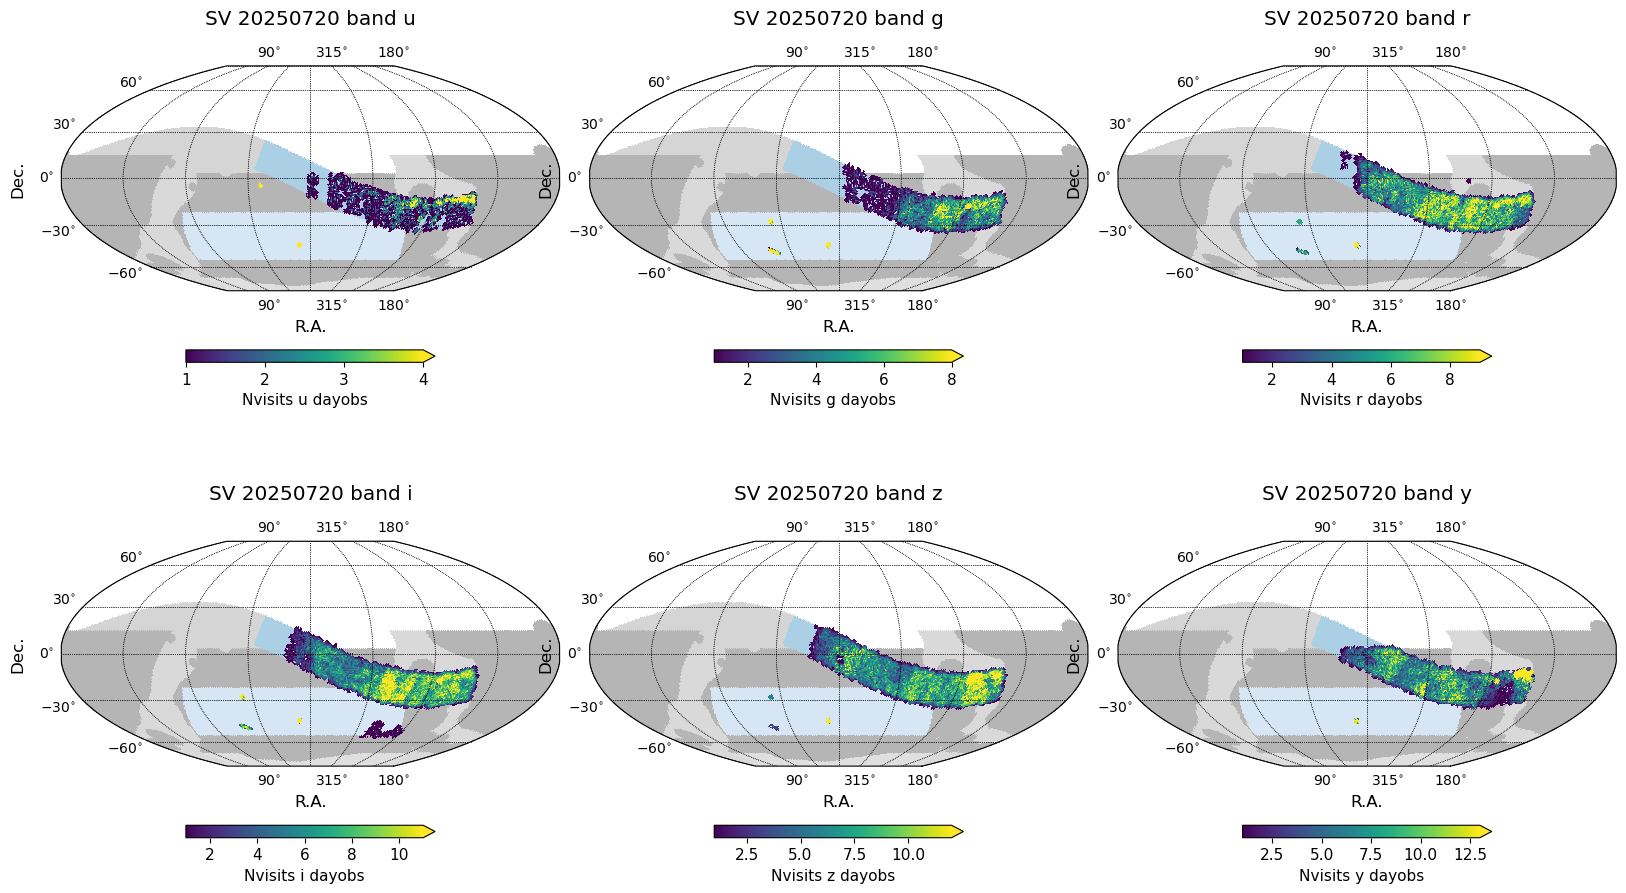 SV 20250720 band u
SV 20250720 band g
SV 20250720 band r
90° 315° 180°
90° 315° 180°
90° 315° 180°
60°
30°
0°
−30°
−60°
Dec.
60°
30°
0°
−30°
−60°
Dec.
60°
30°
0°
−30°
−60°
Dec.
90° 315° 180°
90° 315° 180°
90° 315° 180°
R.A.
R.A.
R.A.
1 2 3 4
2 4 6 8
2 4 6 8
Nvisits u dayobs
Nvisits g dayobs
Nvisits r dayobs
SV 20250720 band i
SV 20250720 band z
SV 20250720 band y
90° 315° 180°
90° 315° 180°
90° 315° 180°
60°
30°
0°
−30°
−60°
Dec.
60°
30°
0°
−30°
−60°
Dec.
60°
30°
0°
−30°
−60°
Dec.
90° 315° 180°
90° 315° 180°
90° 315° 180°
R.A.
R.A.
R.A.
2 4 6 8 10
2.5 5.0 7.5 10.0
2.5 5.0 7.5 10.0 12.5
Nvisits i dayobs
Nvisits z dayobs
Nvisits y dayobs